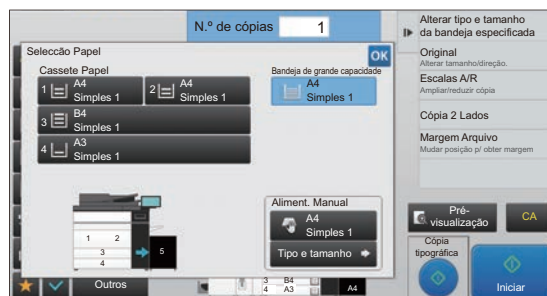 N.º de cópias 1
Selecção Papel
OK
Cassete Papel
1 A4
Simples 1
2 A4
Simples 1
3 B4
Simples 1
4 A3
Simples 1
Bandeja de grande capacidade
A4
Simples 1
1 2
3
4
5
Aliment. Manual
A4
Simples 1
Tipo e tamanho
Outros
3 B4
4 A3
A4
Alterar tipo e tamanho
da bandeja especificada
Original
Alterar tamanho/direção.
Escalas A/R
Ampliar/reduzir cópia
Cópia 2 Lados
Margem Arquivo
Mudar posição p/ obter margem
Pré-
visualização
CA
Cópia
tipográfica
Iniciar